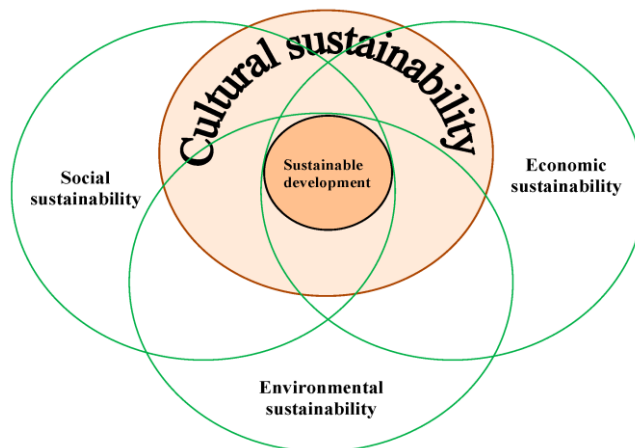 Cultural sustainability
Sustainable
development
Social
sustainability
Economic
sustainability
Environmental
sustainability